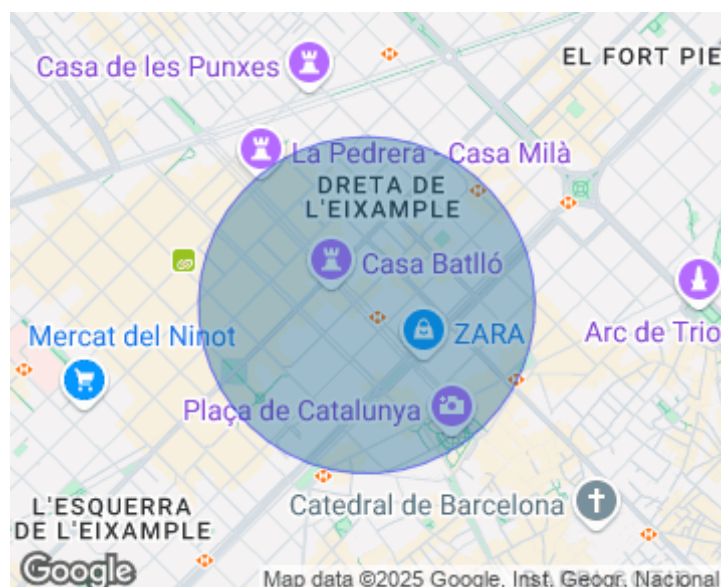 EL FORT PIE
Casa de les Punxes
La Pedrera - Casa Milà
DRETA DE
L'EIXAMPLE
Casa Batlló
Mercat del Ninot
ZARA
Arc de Trio
Plaça de Catalunya
L'ESQUERRA
DE L'EIXAMPLE
Catedral de Barcelona
Google
Map data ©2025 Google, Inst. Geogr. Nacional